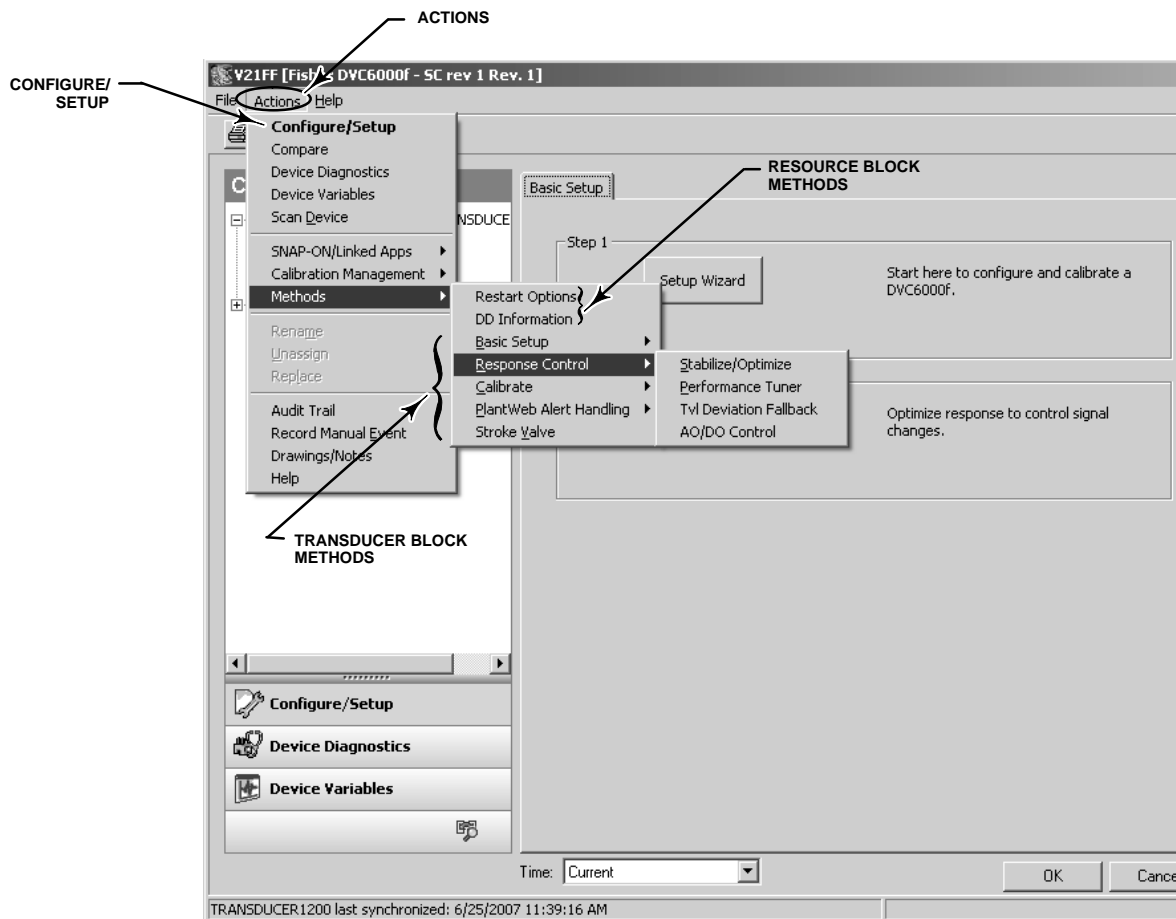 ACTIONS
CONFIGURE/
SETUP
V21FF [Fisher DVC6000f - SC rev 1 Rev. 1]
File Actions Help
Configure/Setup
Compare
Device Diagnostics
Device Variables
Scan Device
SNAP-ON/Linked Apps
Calibration Management
Methods
Rename
Unassign
Replace
Audit Trail
Record Manual Event
Drawings/Notes
Help
C
NSDUCE
Restart Options
DD Information
Basic Setup
Response Control
Calibrate
PlantWeb Alert Handling
Stroke Valve
Stabilize/Optimize
Performance Tuner
Tvl Deviation Fallback
AO/DO Control
RESOURCE BLOCK
METHODS
Basic Setup
Step 1
Setup Wizard
Start here to configure and calibrate a
DVC6000f.
Optimize response to control signal
changes.
TRANSDUCER BLOCK
METHODS
Configure/Setup
Device Diagnostics
Device Variables
Time: Current
OK Cance
TRANSDUCER1200 last synchronized: 6/25/2007 11:39:16 AM